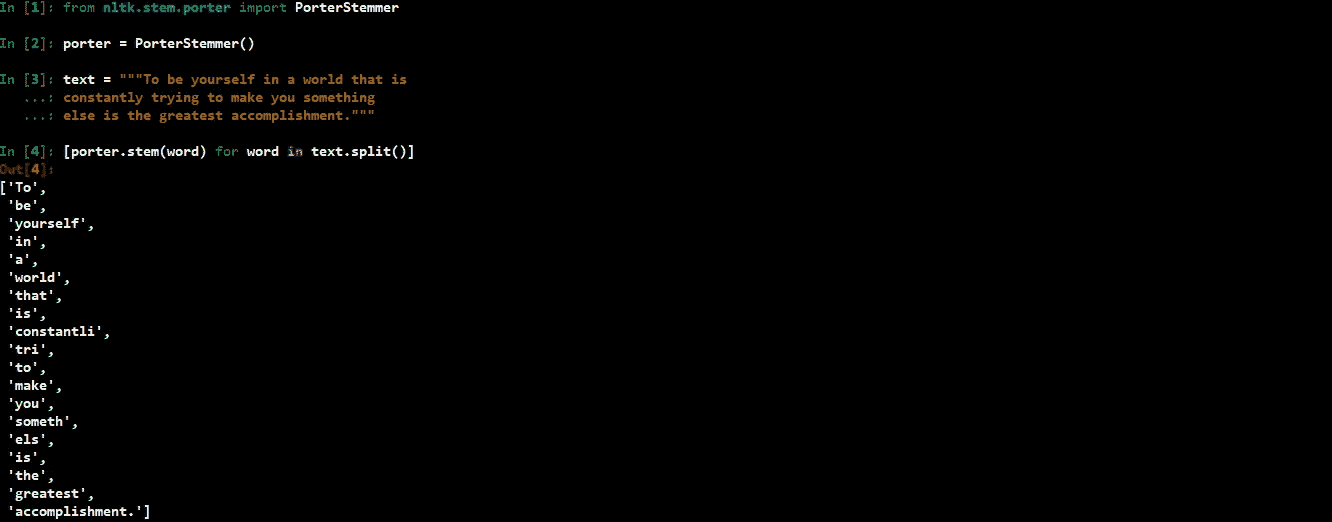 In [1]: from nltk.stem.porter import PorterStemmer
In [2]: porter = PorterStemmer()
In [3]: text = """To be yourself in a world that is
...: constantly trying to make you something
...: else is the greatest accomplishment."""
In [4]: [porter.stem(word) for word in text.split()]
Out[4]:
['To',
'be',
'yourself',
'in',
'a',
'world',
'that',
'is',
'constantli',
'tri',
'to',
'make',
'you',
'someth',
'els',
'is',
'the',
'greatest',
'accomplishment.']